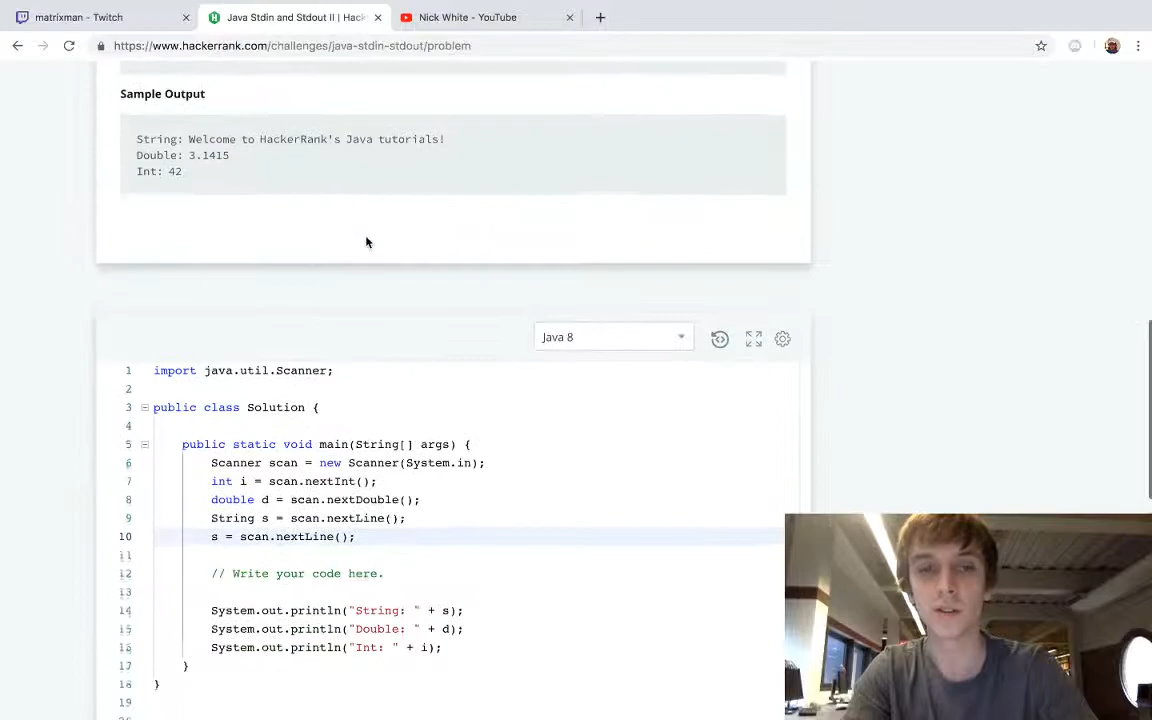 matrixman - Twitch
Java Stdin and Stdout II | Hack
Nick White - YouTube
https://www.hackerrank.com/challenges/java-stdin-stdout/problem
Sample Output
String: Welcome to HackerRank's Java tutorials!
Double: 3.1415
Int: 42
Java 8
1 import java.util.Scanner;
2
3 public class Solution {
4
5 public static void main(String[] args) {
6 Scanner scan = new Scanner(System.in);
7 int i = scan.nextInt();
8 double d = scan.nextDouble();
9 String s = scan.nextLine();
10 s = scan.nextLine();
11
12 // Write your code here.
13
14 System.out.println("String: " + s);
15 System.out.println("Double: " + d);
16 System.out.println("Int: " + i);
17 }
18 }
19